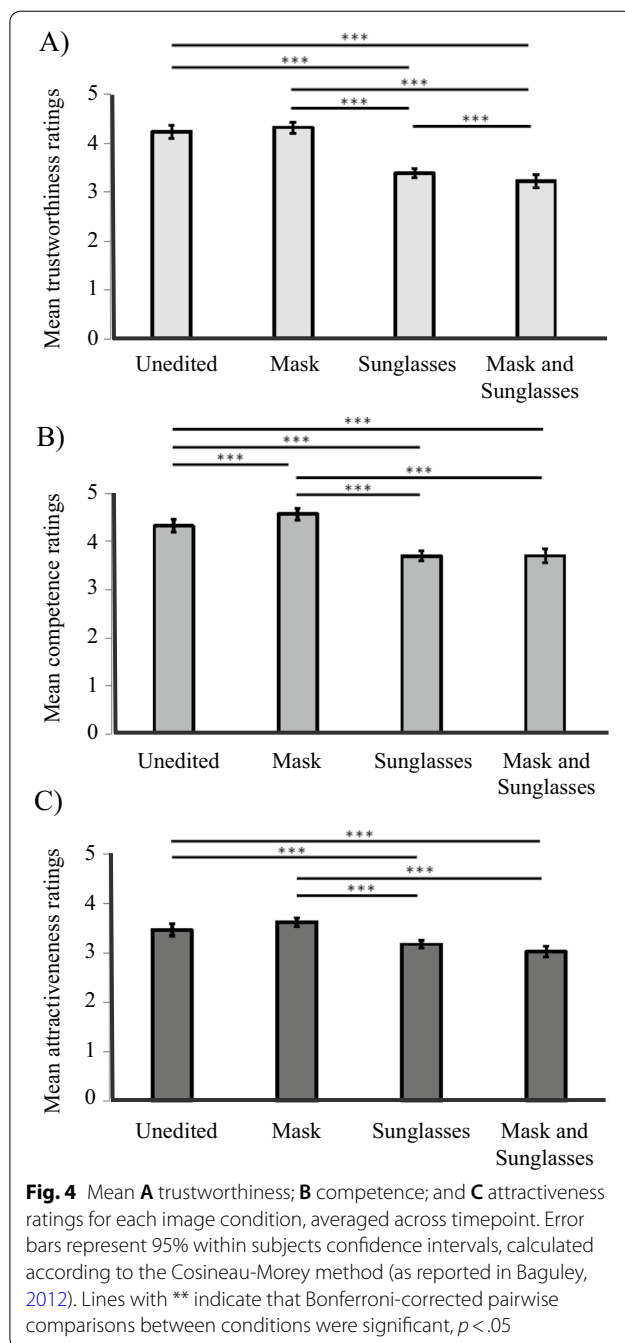 A)
***
***
***
***
***
5
4
3
2
1
0
Mean trustworthiness ratings
Unedited Mask Sunglasses Mask and
Sunglasses
B)
***
***
***
***
***
5
4
3
2
1
0
Mean competence ratings
Unedited Mask Sunglasses Mask and
Sunglasses
C)
***
***
***
***
5
4
3
2
1
0
Mean attractiveneness ratings
Unedited Mask Sunglasses Mask and
Sunglasses
Fig. 4 Mean A trustworthiness; B competence; and C attractiveness
ratings for each image condition, averaged across timepoint. Error
bars represent 95% within subjects confidence intervals, calculated
according to the Cosineau-Morey method (as reported in Baguley,
2012). Lines with ** indicate that Bonferroni-corrected pairwise
comparisons between conditions were significant, p < .05